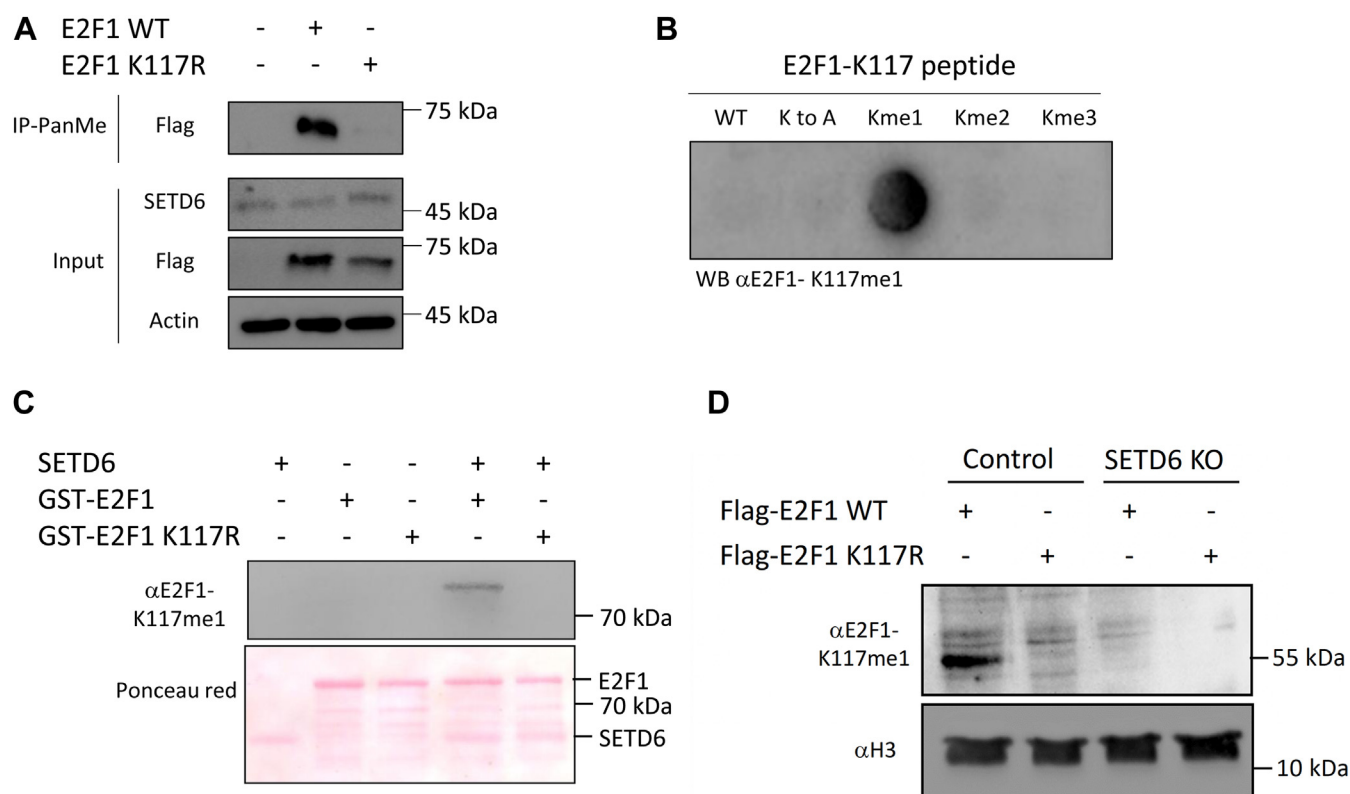 A
E2F1 WT - + -
E2F1 K117R - - +
IP-PanMe Flag 75 kDa
SETD6 45 kDa
Input Flag 75 kDa
Actin 45 kDa
B
E2F1-K117 peptide
WT K to A Kme1 Kme2 Kme3
WB αE2F1- K117me1
C
SETD6 + - - + +
GST-E2F1 - + - + -
GST-E2F1 K117R - - + - +
αE2F1-
K117me1 70 kDa
Ponceau red E2F1
70 kDa
SETD6
D
Control SETD6 KO
Flag-E2F1 WT + - + -
Flag-E2F1 K117R - + - +
αE2F1-
K117me1 55 kDa
αH3 10 kDa